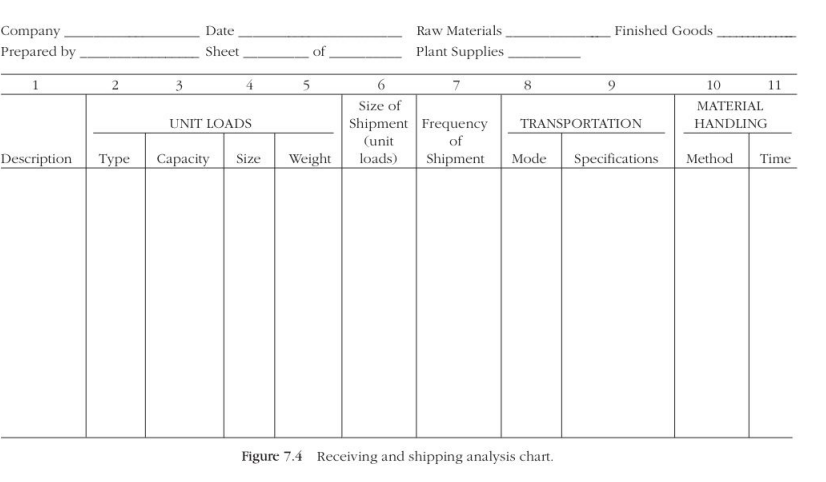 Company ____________ Date ____________ Raw Materials ____________ Finished Goods ____________
Prepared by ____________ Sheet ______ of ______ Plant Supplies ______
1 2 3 4 5 6 7 8 9 10 11
Size of MATERIAL
UNIT LOADS Shipment Frequency TRANSPORTATION HANDLING
(unit of
Description Type Capacity Size Weight loads) Shipment Mode Specifications Method Time
Figure 7.4 Receiving and shipping analysis chart.